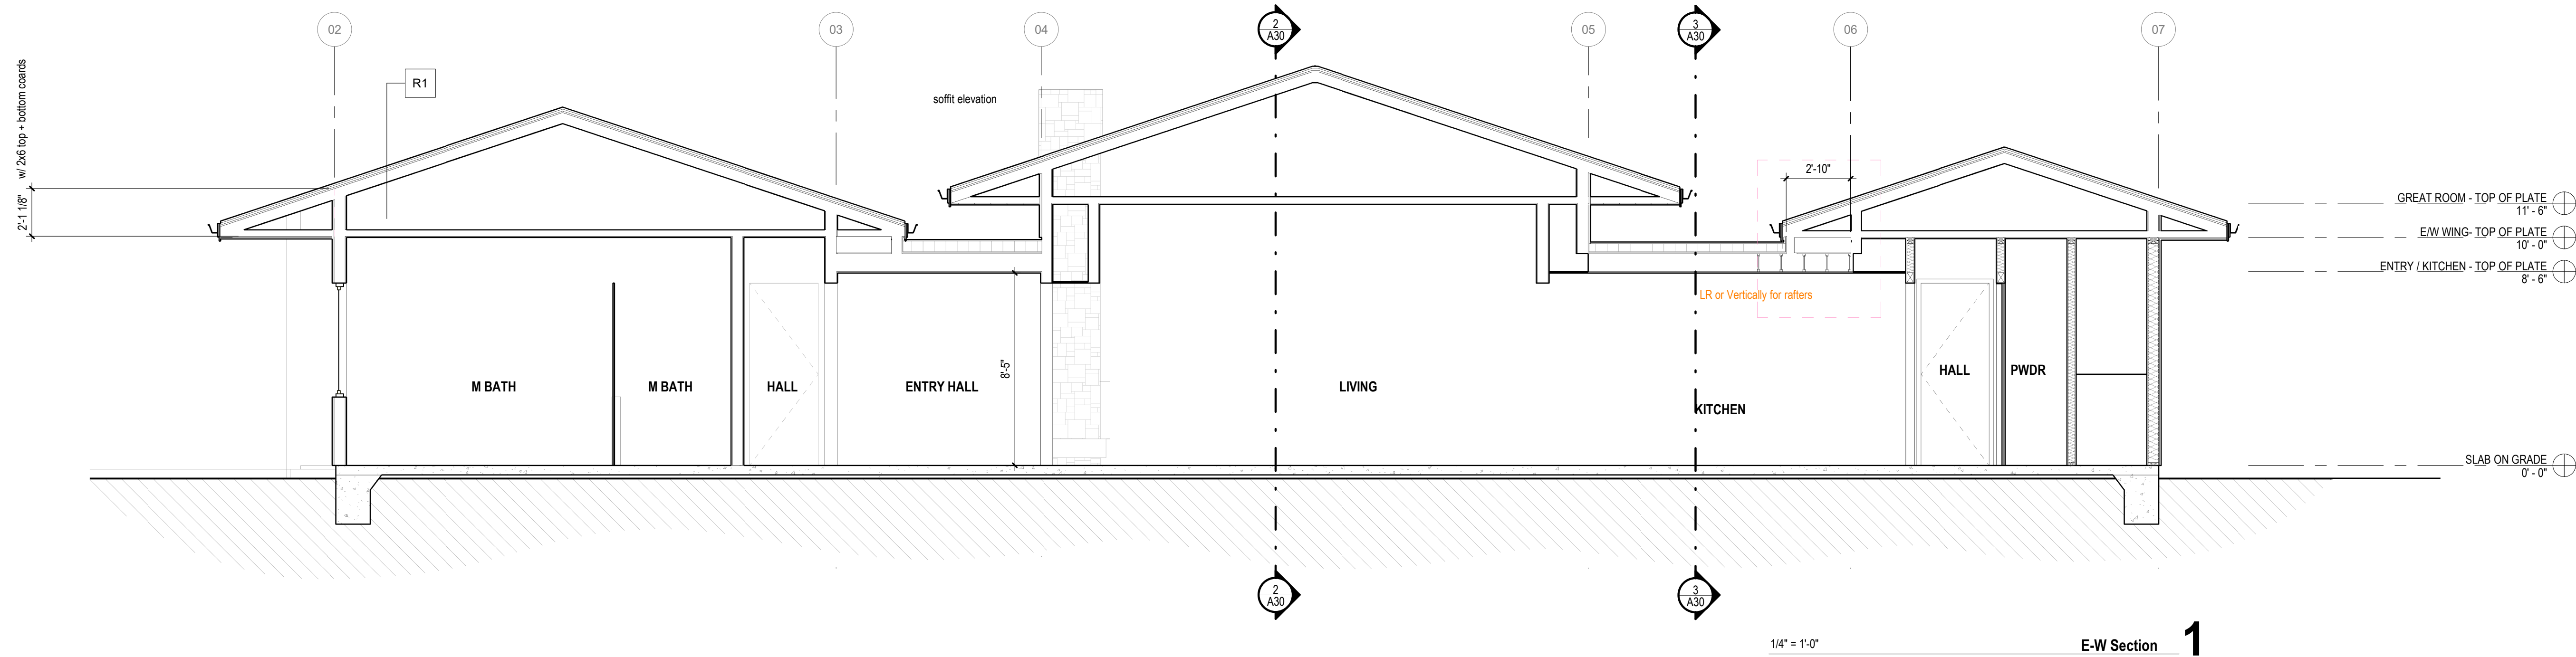 02
03
04
2
A30
05
3
A30
06
07
R1
soffit elevation
w/ 2x6 top + bottom coards
2'-1 1/8"
2'-10"
GREAT ROOM - TOP OF PLATE
11' - 6"
E/W WING- TOP OF PLATE
10' - 0"
ENTRY / KITCHEN - TOP OF PLATE
8' - 6"
LR or Vertically for rafters
8'-5"
M BATH
M BATH
HALL
ENTRY HALL
LIVING
KITCHEN
HALL
PWDR
SLAB ON GRADE
0' - 0"
2
A30
3
A30
1/4" = 1'-0"
E-W Section
1